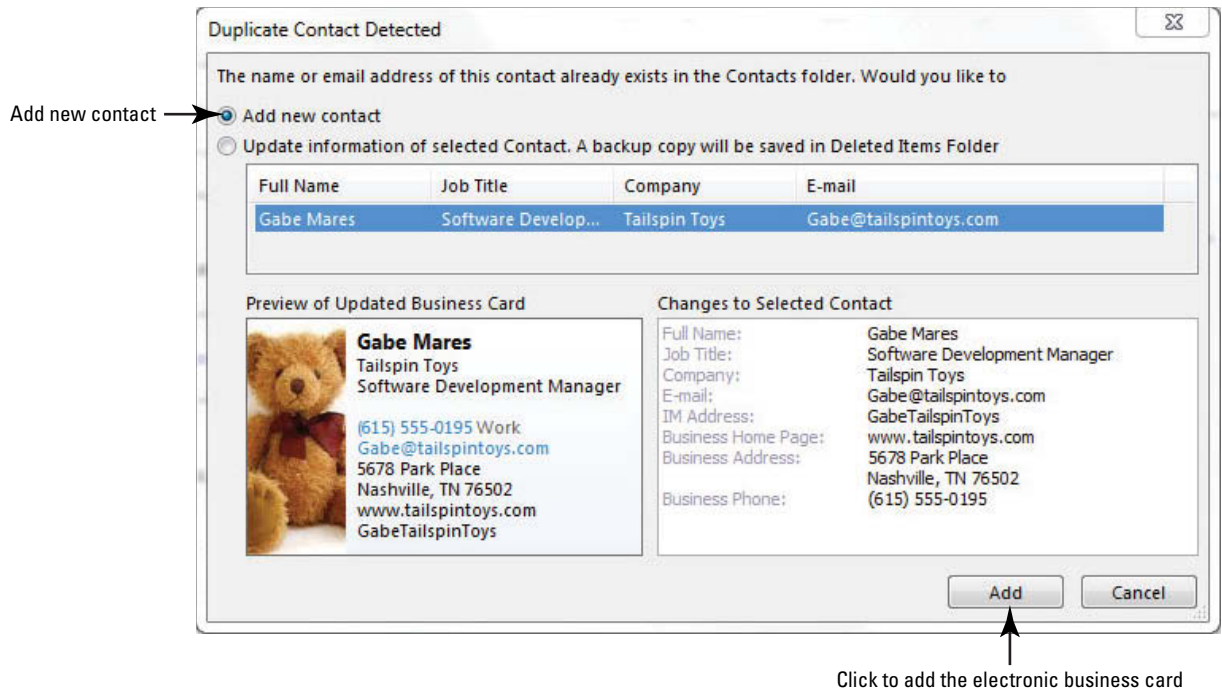 Duplicate Contact Detected
The name or email address of this contact already exists in the Contacts folder. Would you like to
Add new contact
Add new contact
Update information of selected Contact. A backup copy will be saved in Deleted Items Folder
Full Name Job Title Company E-mail
Gabe Mares Software Develop... Tailspin Toys Gabe@tailspintoys.com
Preview of Updated Business Card
Gabe Mares
Tailspin Toys
Software Development Manager
(615) 555-0195 Work
Gabe@tailspintoys.com
5678 Park Place
Nashville, TN 76502
www.tailspintoys.com
GabeTailspinToys
Changes to Selected Contact
Full Name: Gabe Mares
Job Title: Software Development Manager
Company: Tailspin Toys
E-mail: Gabe@tailspintoys.com
IM Address: GabeTailspinToys
Business Home Page: www.tailspintoys.com
Business Address: 5678 Park Place
Nashville, TN 76502
Business Phone: (615) 555-0195
Add Cancel
Click to add the electronic business card